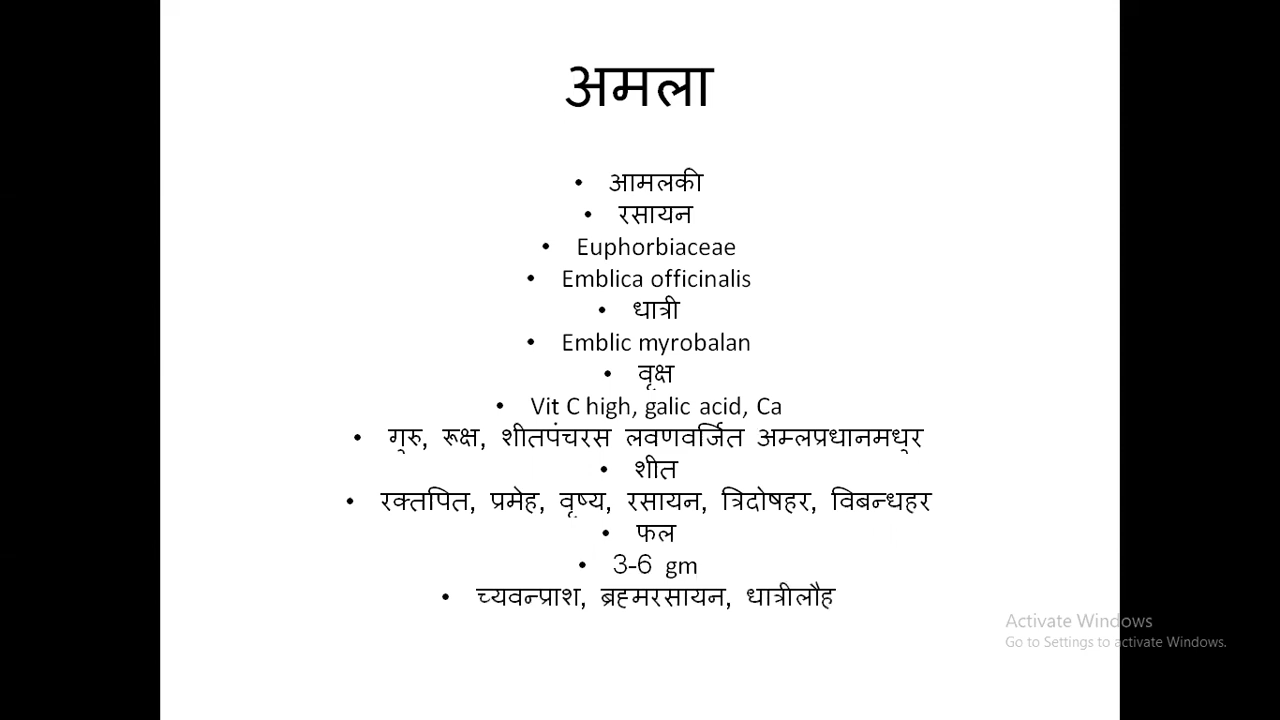 अमला
• आमलकी
• रसायन
• Euphorbiaceae
• Emblica officinalis
• धात्री
• Emblic myrobalan
• वृक्ष
• Vit C high, galic acid, Ca
• गुरु, रूक्ष, शीतपंचरस लवणवर्जित अम्लप्रधानमधुर
• शीत
• रक्तपित, प्रमेह, वृष्य, रसायन, त्रिदोषहर, विबन्धहर
• फल
• 3-6 gm
• च्यवन्प्राश, ब्रह्मरसायन, धात्रीलौह
Activate Windows
Go to Settings to activate Windows.